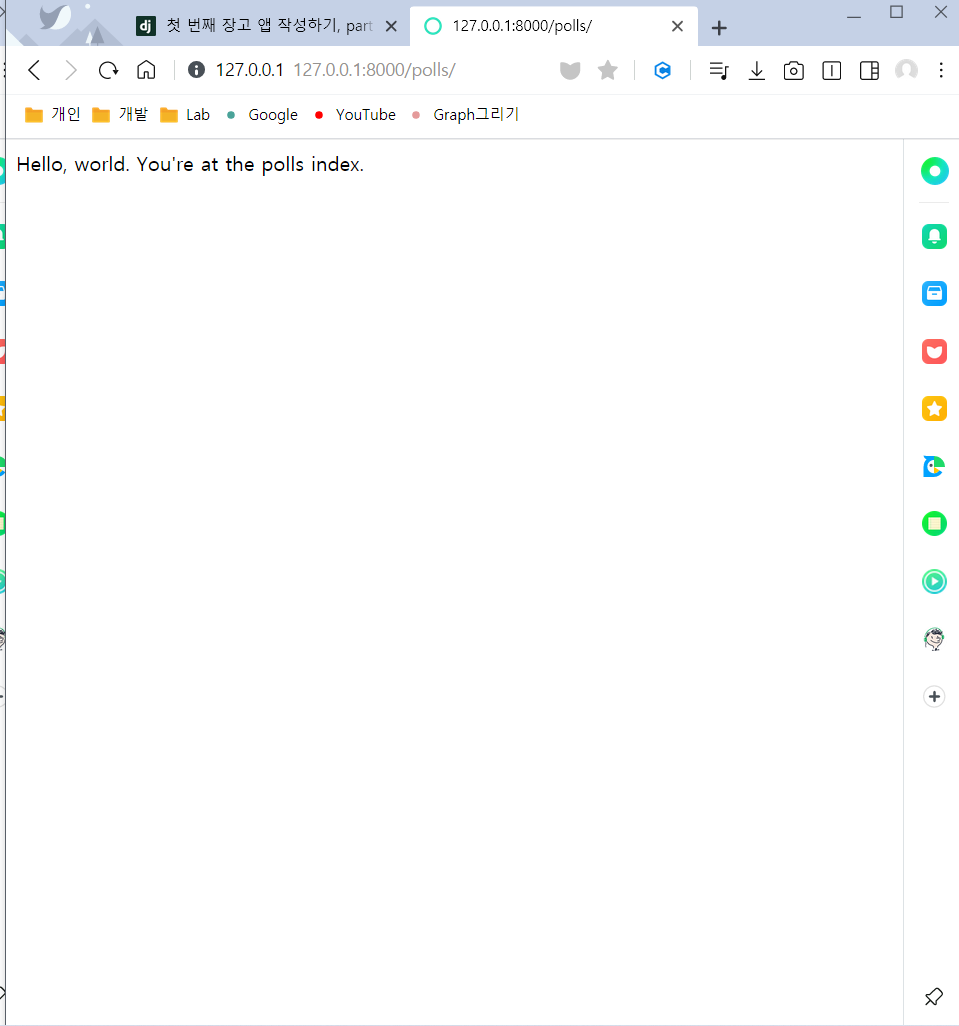 dj 첫 번째 장고 앱 작성하기, part
127.0.0.1:8000/polls/
127.0.0.1 127.0.0.1:8000/polls/
개인 개발 Lab Google YouTube Graph그리기
Hello, world. You're at the polls index.